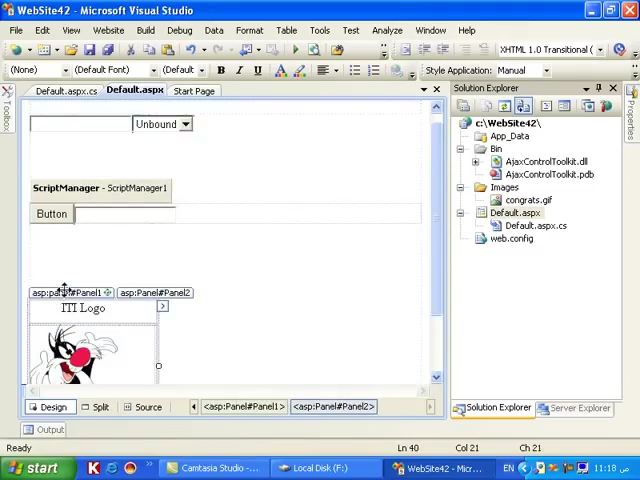 WebSite42 - Microsoft Visual Studio
File Edit View Website Build Debug Data Format Table Tools Test Analyze Window Help
XHTML 1.0 Transitional (
(None) (Default Font) (Default B I U A Style Application: Manual
Default.aspx.cs Default.aspx Start Page
Solution Explorer
Toolbox
Properties
Unbound
ScriptManager - ScriptManager1
Button
asp:panel#Panel1 asp:Panel#Panel2
ITI Logo
c:\WebSite42\
App_Data
Bin
AjaxControlToolkit.dll
AjaxControlToolkit.pdb
Images
congrats.gif
Default.aspx
Default.aspx.cs
web.config
Design Split Source <asp:Panel#Panel1> <asp:Panel#Panel2>
Solution Explorer Server Explorer
Output
Ready Ln 40 Col 21 Ch 21
start K Camtasia Studio -... Local Disk (F:) WebSite42 - Micr... EN 11:18 ص